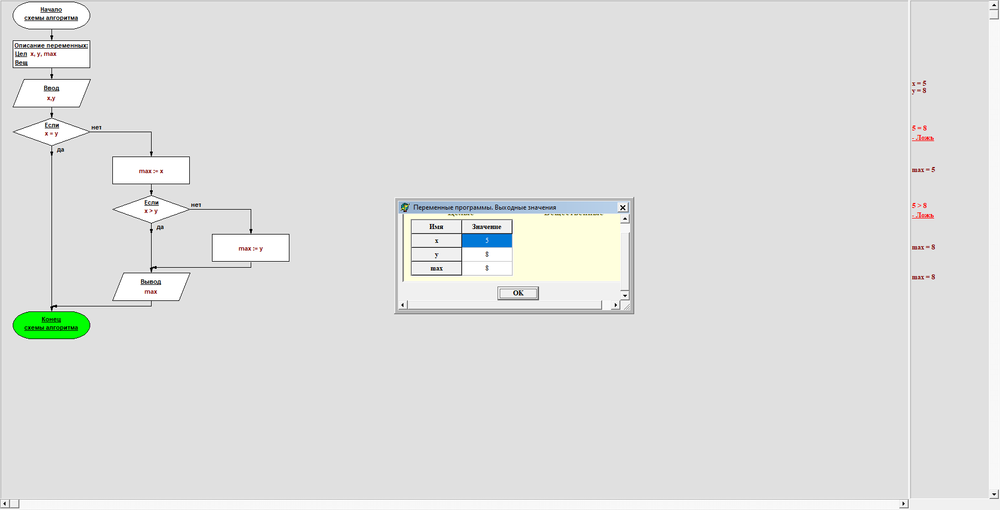 Начало
схемы алгоритма
Описание переменных:
Цел x, y, max
Вещ
Ввод
x,y
Если
x = y
нет
да
max := x
Если
x > y
нет
да
max := y
Вывод
max
Конец
схемы алгоритма
Переменные программы. Выходные значения
Целые Вещественные
Имя Значение
x 5
y 8
max 8
OK
x = 5
y = 8
5 = 8
- Ложь
max = 5
5 > 8
- Ложь
max = 8
max = 8